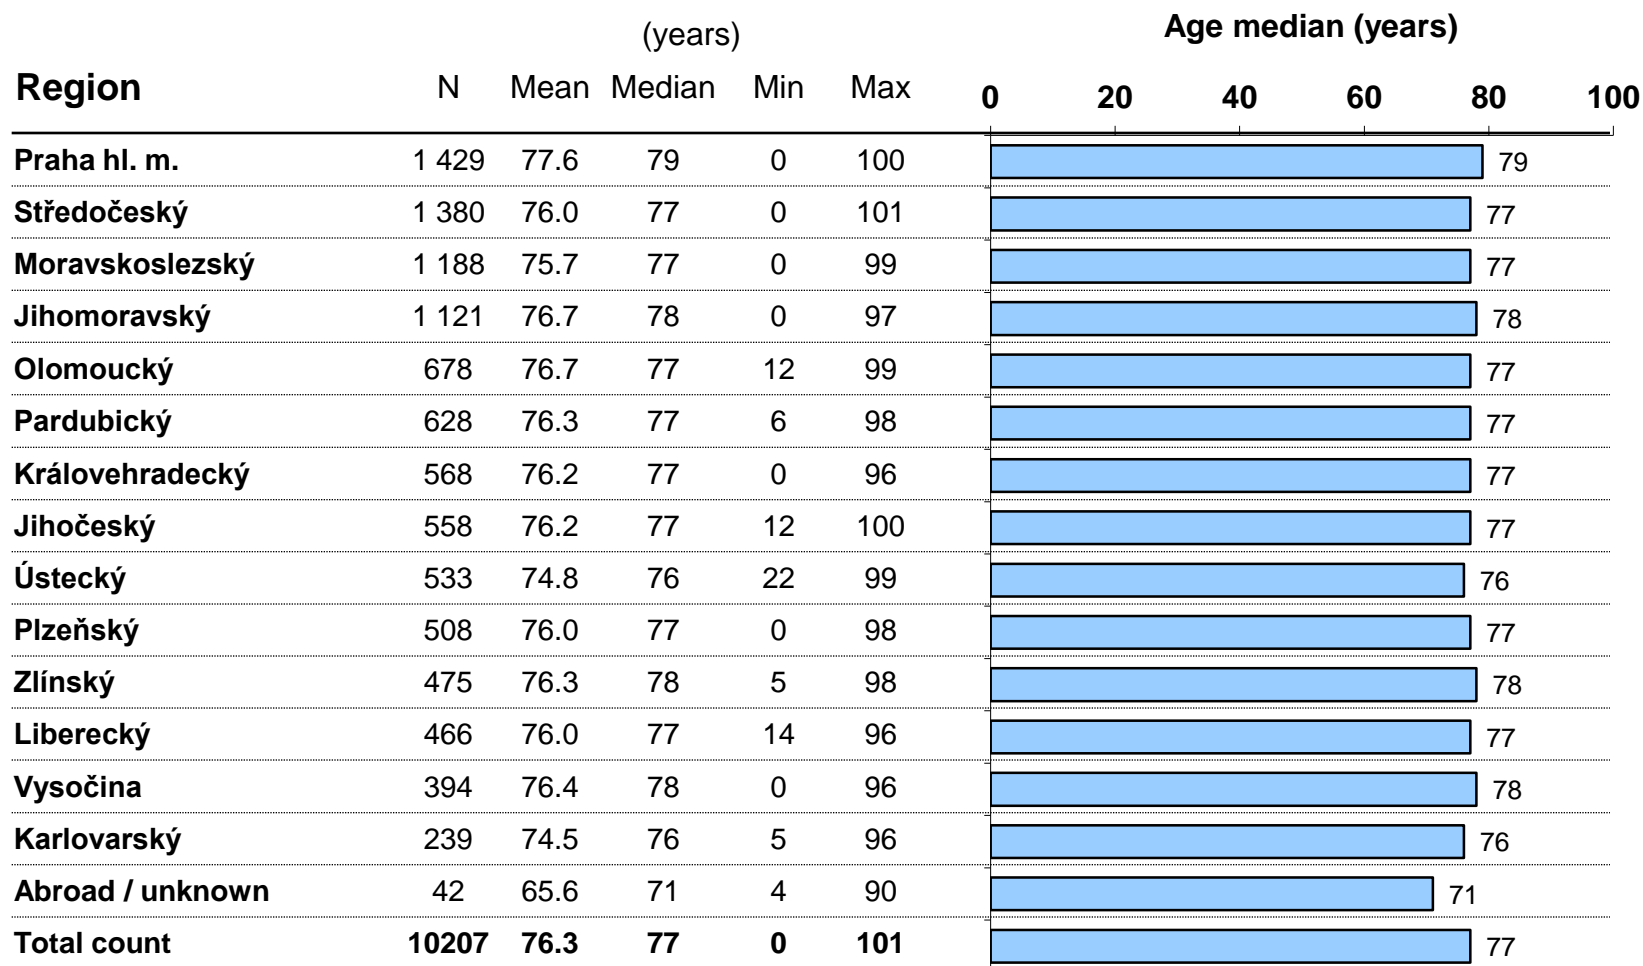 (years) Age median (years)
Region N Mean Median Min Max 0 20 40 60 80 100
Praha hl. m. 1 429 77.6 79 0 100 79
Středočeský 1 380 76.0 77 0 101 77
Moravskoslezský 1 188 75.7 77 0 99 77
Jihomoravský 1 121 76.7 78 0 97 78
Olomoucký 678 76.7 77 12 99 77
Pardubický 628 76.3 77 6 98 77
Královehradecký 568 76.2 77 0 96 77
Jihočeský 558 76.2 77 12 100 77
Ústecký 533 74.8 76 22 99 76
Plzeňský 508 76.0 77 0 98 77
Zlínský 475 76.3 78 5 98 78
Liberecký 466 76.0 77 14 96 77
Vysočina 394 76.4 78 0 96 78
Karlovarský 239 74.5 76 5 96 76
Abroad / unknown 42 65.6 71 4 90 71
Total count 10207 76.3 77 0 101 77